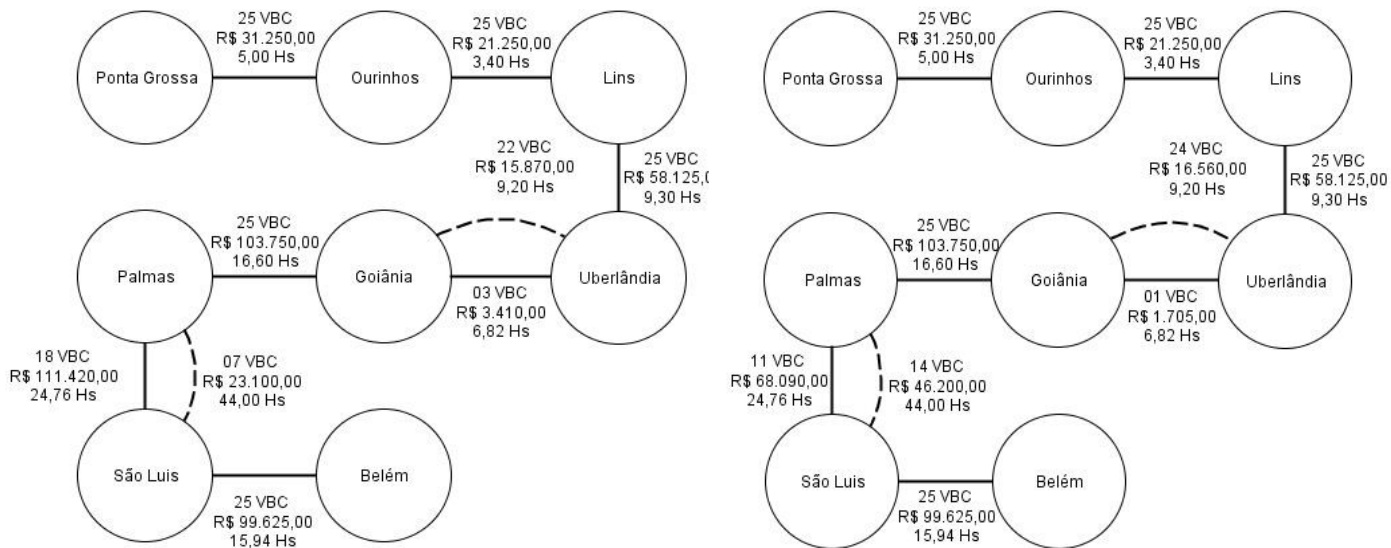 25 VBC
R$ 31.250,00
5,00 Hs
25 VBC
R$ 21.250,00
3,40 Hs
Ponta Grossa
Ourinhos
Lins
22 VBC
R$ 15.870,00
9,20 Hs
25 VBC
R$ 58.125,(
9,30 Hs
25 VBC
R$ 103.750,00
16,60 Hs
Palmas
Goiânia
Uberlândia
03 VBC
R$ 3.410,00
6,82 Hs
18 VBC
R$ 111.420,00
24,76 Hs
07 VBC
R$ 23.100,00
44,00 Hs
São Luis
Belém
25 VBC
R$ 99.625,00
15,94 Hs
25 VBC
R$ 31.250,00
5,00 Hs
25 VBC
R$ 21.250,00
3,40 Hs
Ponta Grossa
Ourinhos
Lins
24 VBC
R$ 16.560,00
9,20 Hs
25 VBC
R$ 58.125,00
9,30 Hs
25 VBC
R$ 103.750,00
16,60 Hs
Palmas
Goiânia
Uberlândia
01 VBC
R$ 1.705,00
6,82 Hs
11 VBC
R$ 68.090,00
24,76 Hs
14 VBC
R$ 46.200,00
44,00 Hs
São Luis
Belém
25 VBC
R$ 99.625,00
15,94 Hs